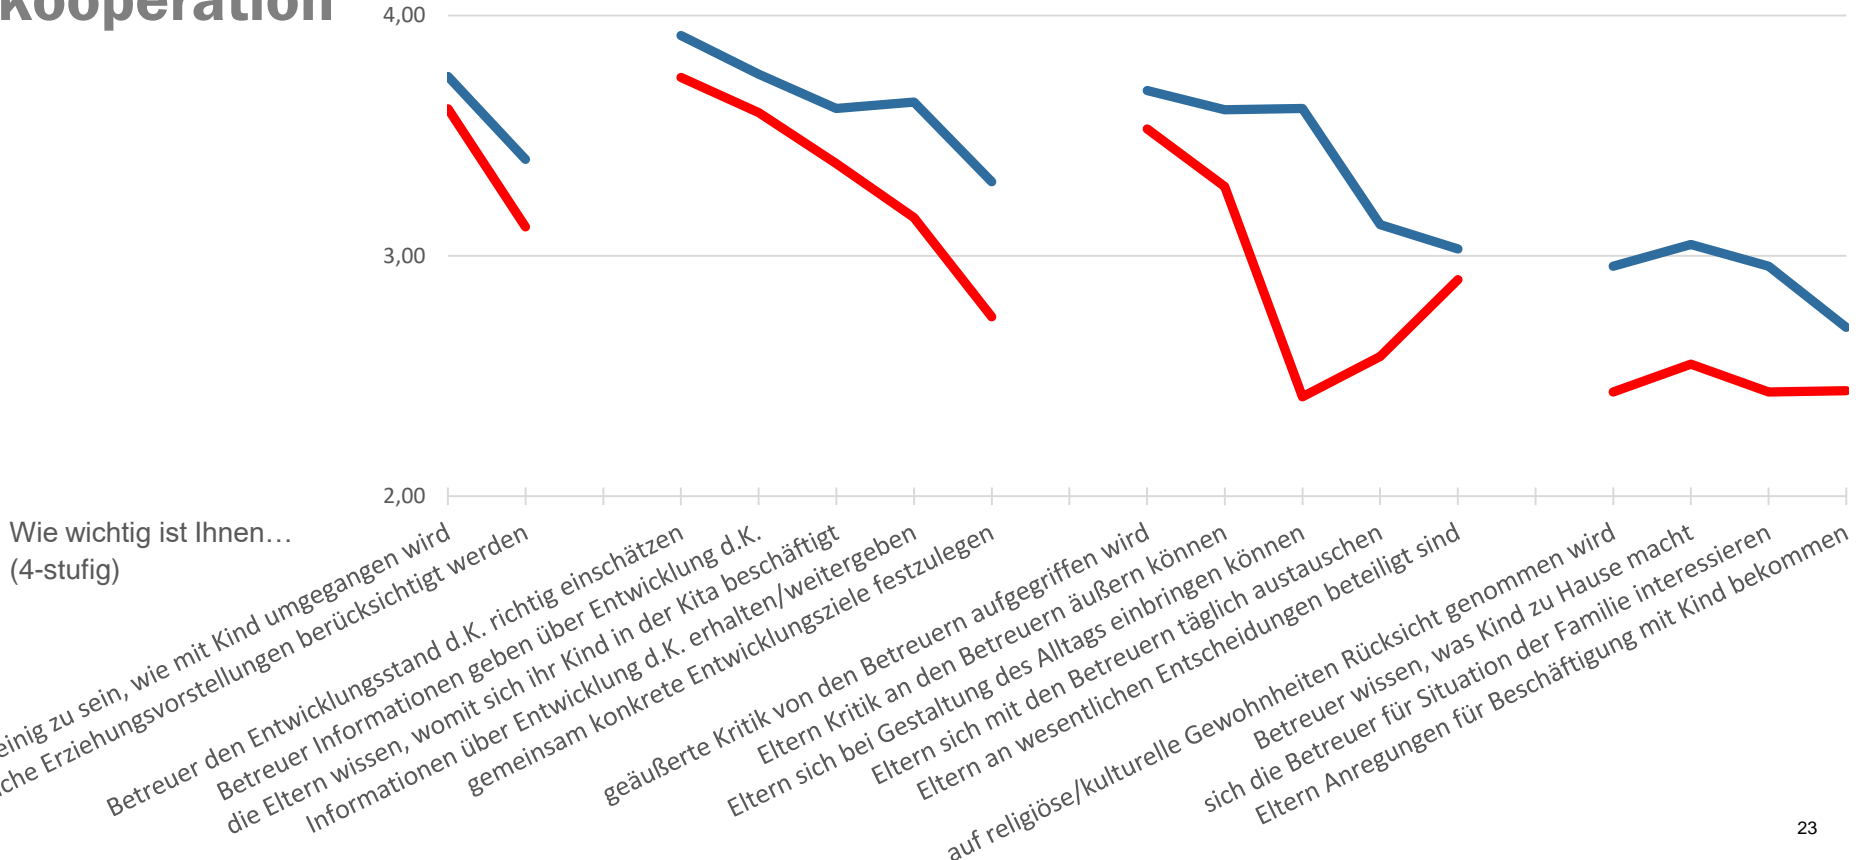 kooperation
4,00
3,00
2,00
Wie wichtig ist Ihnen…
(4-stufig)
einig zu sein, wie mit Kind umgegangen wird
Erziehungsvorstellungen berücksichtigt werden
Betreuer den Entwicklungsstand d.K. richtig einschätzen
Betreuer Informationen geben über Entwicklung d.K.
die Eltern wissen, womit sich ihr Kind in der Kita beschäftigt
Informationen über Entwicklung d.K. erhalten/weitergeben
gemeinsam konkrete Entwicklungsziele festzulegen
geäußerte Kritik von den Betreuern aufgegriffen wird
Eltern Kritik an den Betreuern äußern können
Eltern sich bei Gestaltung des Alltags einbringen können
Eltern sich mit den Betreuern täglich austauschen
Eltern an wesentlichen Entscheidungen beteiligt sind
auf religiöse/kulturelle Gewohnheiten Rücksicht genommen wird
Betreuer wissen, was Kind zu Hause macht
sich die Betreuer für Situation der Familie interessieren
Eltern Anregungen für Beschäftigung mit Kind bekommen
23